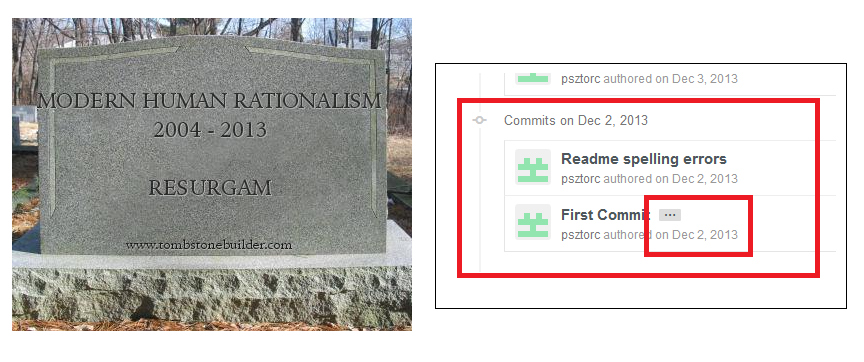 MODERN HUMAN RATIONALISM
2004 - 2013
RESURGAM
www.tombstonebuilder.com
psztorc authored on Dec 3, 2013
Commits on Dec 2, 2013
Readme spelling errors
psztorc authored on Dec 2, 2013
First Commit ...
psztorc authored on Dec 2, 2013